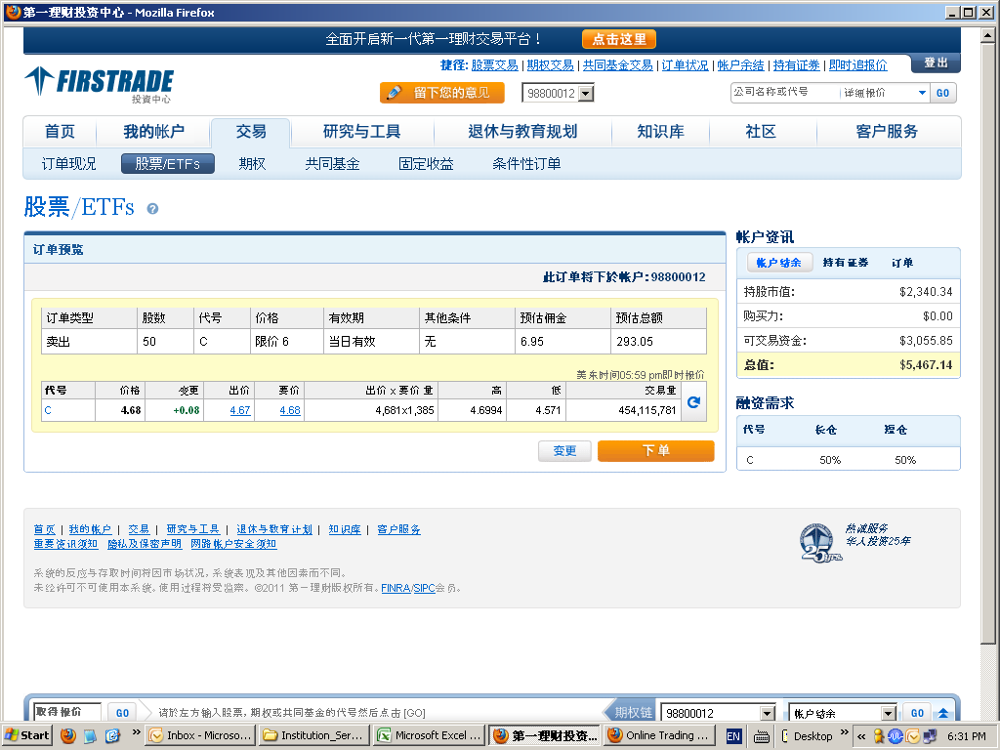 第一理财投资中心 - Mozilla Firefox
全面开启新一代第一理财交易平台！ 点击这里
捷径: 股票交易 | 期权交易 | 共同基金交易 | 订单状况 | 帐户余结 | 持有证券 | 即时追报价 登出
FIRSTRADE
投资中心
留下您的意见 98800012 公司名称或代号 详细报价 GO
首页 我的帐户 交易 研究与工具 退休与教育规划 知识库 社区 客户服务
订单现况 股票/ETFs 期权 共同基金 固定收益 条件性订单
股票/ETFs ?
订单预览
此订单将下於帐户:98800012
订单类型 股数 代号 价格 有效期 其他条件 预估佣金 预估总额
卖出 50 C 限价 6 当日有效 无 6.95 293.05
美东时间05:59 pm即时报价
代号 价格 变更 出价 要价 出价 x 要价 量 高 低 交易量
C 4.68 +0.08 4.67 4.68 4,681x1,385 4.6994 4.571 454,115,781
变更 下单
帐户资讯
帐户结余 持有证券 订单
持股市值: $2,340.34
购买力: $0.00
可交易资金: $3,055.85
总值: $5,467.14
融资需求
代号 长仓 短仓
C 50% 50%
首页 | 我的帐户 | 交易 | 研究与工具 | 退休与教育计划 | 知识库 | 客户服务
重要资讯须知 隐私及保密声明 网路帐户安全须知
25 YRS
热诚服务
华人投资25年
系统的反应与存取时间将因市场状况，系统表现及其他因素而不同。
未经许可不可使用本系统。使用过程将受监察。 ©2011 第一理财版权所有。FINRA/SIPC会员。
取得报价 GO 请於左方输入股票，期权或共同基金的代号然后点击 [GO] 期权链 98800012 帐户结余 GO
Start » Inbox - Microso... Institution_Ser... Microsoft Excel ... 第一理财投资... Online Trading ... EN Desktop » « 6:31 PM